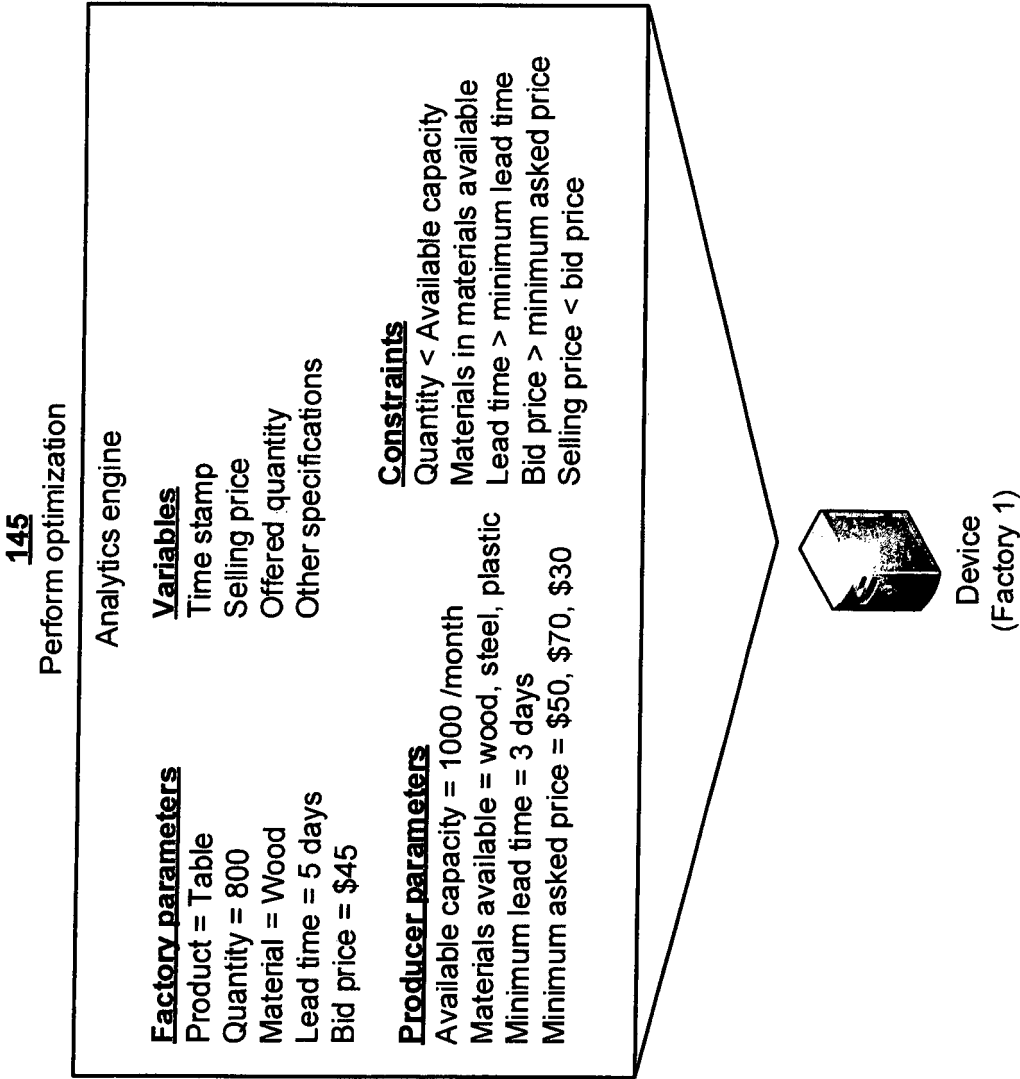 145
Perform optimization
Analytics engine
Factory parameters
Product = Table
Quantity = 800
Material = Wood
Lead time = 5 days
Bid price = $45
Variables
Time stamp
Selling price
Offered quantity
Other specifications
Producer parameters
Available capacity = 1000 /month
Materials available = wood, steel, plastic
Minimum lead time = 3 days
Minimum asked price = $50, $70, $30
Constraints
Quantity < Available capacity
Materials in materials available
Lead time > minimum lead time
Bid price > minimum asked price
Selling price < bid price
Device
(Factory 1)